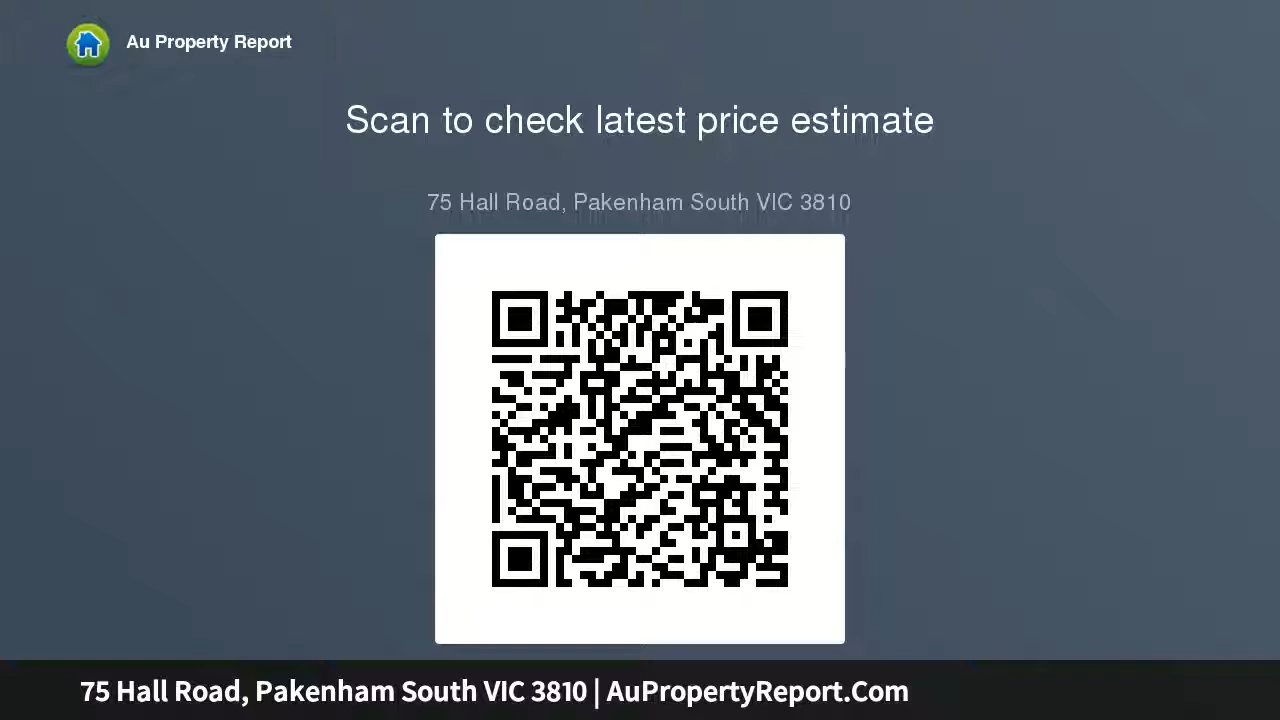 Au Property Report
Scan to check latest price estimate
75 Hall Road, Pakenham South VIC 3810
75 Hall Road, Pakenham South VIC 3810 | AuPropertyReport.Com